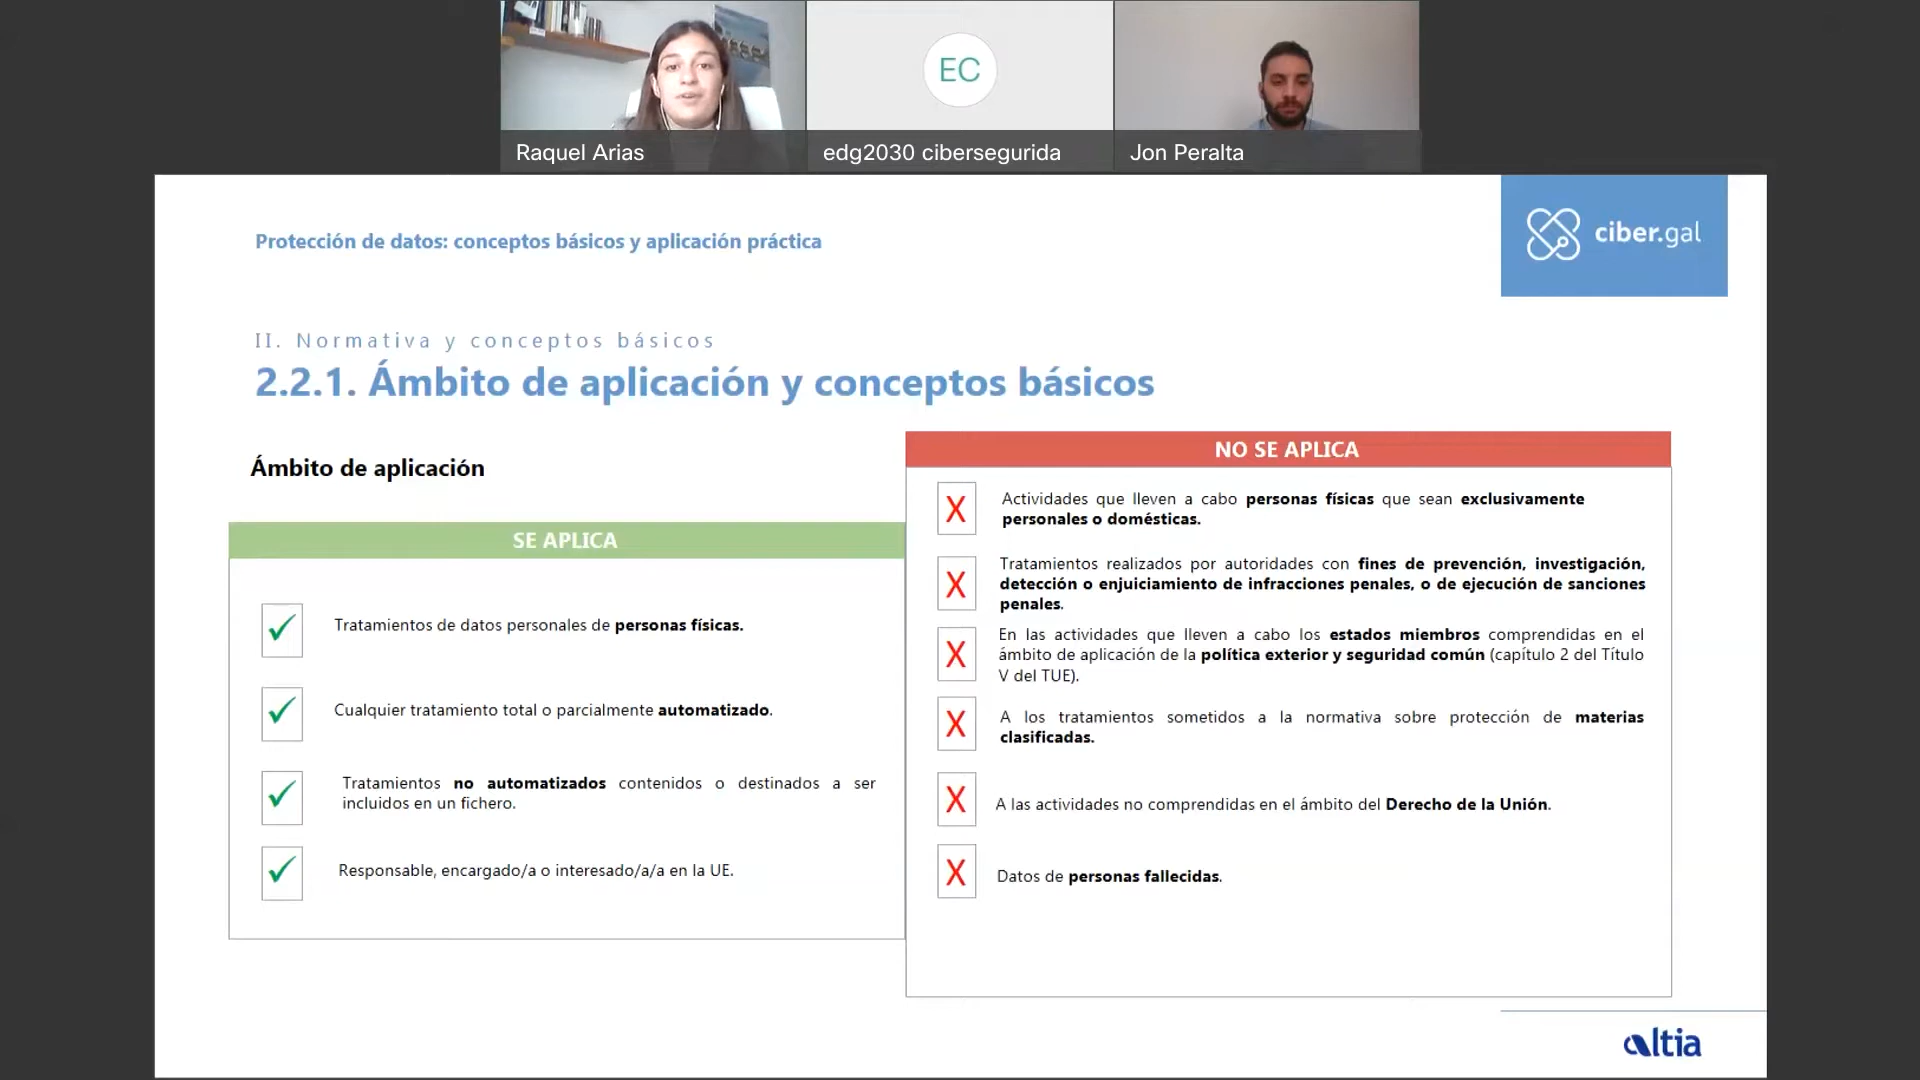 EC
Raquel Arias
edg2030 cibersegurida
Jon Peralta
Protección de datos: conceptos básicos y aplicación práctica
ciber.gal
II. Normativa y conceptos básicos
2.2.1. Ámbito de aplicación y conceptos básicos
Ámbito de aplicación
SE APLICA
Tratamientos de datos personales de personas físicas.
Cualquier tratamiento total o parcialmente automatizado.
Tratamientos no automatizados contenidos o destinados a ser
incluidos en un fichero.
Responsable, encargado/a o interesado/a/a en la UE.
NO SE APLICA
X
Actividades que lleven a cabo personas físicas que sean exclusivamente
personales o domésticas.
X
Tratamientos realizados por autoridades con fines de prevención, investigación,
detección o enjuiciamiento de infracciones penales, o de ejecución de sanciones
penales.
X
En las actividades que lleven a cabo los estados miembros comprendidas en el
ámbito de aplicación de la política exterior y seguridad común (capítulo 2 del Título
V del TUE).
X
A los tratamientos sometidos a la normativa sobre protección de materias
clasificadas.
X
A las actividades no comprendidas en el ámbito del Derecho de la Unión.
X
Datos de personas fallecidas.
altia